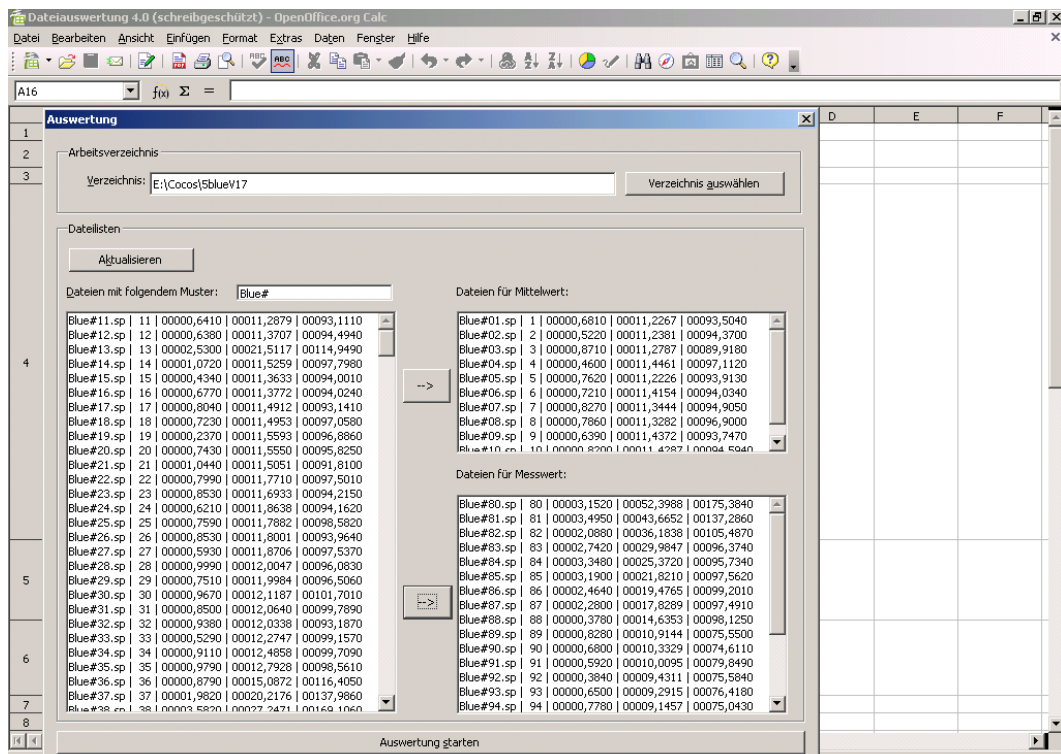 Dateiauswertung 4.0 (schreibgeschützt) - OpenOffice.org Calc
Datei Bearbeiten Ansicht Einfügen Format Extras Daten Fenster Hilfe
A16 f(x) Σ =
Auswertung
D E F
1
2
3
4
5
6
7
8
Arbeitsverzeichnis
Verzeichnis: E:\Cocos\5blueV17 Verzeichnis auswählen
Dateilisten
Aktualisieren
Dateien mit folgendem Muster: Blue#
Blue#11.sp | 11 | 00000,6410 | 00011,2879 | 00093,1110
Blue#12.sp | 12 | 00000,6380 | 00011,3707 | 00094,4940
Blue#13.sp | 13 | 00002,5300 | 00021,5117 | 00114,9490
Blue#14.sp | 14 | 00001,0720 | 00011,5259 | 00097,7980
Blue#15.sp | 15 | 00000,4340 | 00011,3633 | 00094,0010
Blue#16.sp | 16 | 00000,6770 | 00011,3772 | 00094,0240
Blue#17.sp | 17 | 00000,8040 | 00011,4912 | 00093,1410
Blue#18.sp | 18 | 00000,7230 | 00011,4953 | 00097,0580
Blue#19.sp | 19 | 00000,2370 | 00011,5593 | 00096,8860
Blue#20.sp | 20 | 00000,7430 | 00011,5550 | 00095,8250
Blue#21.sp | 21 | 00001,0440 | 00011,5051 | 00091,8100
Blue#22.sp | 22 | 00000,7990 | 00011,7710 | 00097,5010
Blue#23.sp | 23 | 00000,8530 | 00011,6933 | 00094,2150
Blue#24.sp | 24 | 00000,6210 | 00011,8638 | 00094,1620
Blue#25.sp | 25 | 00000,7590 | 00011,7882 | 00098,5820
Blue#26.sp | 26 | 00000,8530 | 00011,8001 | 00093,9640
Blue#27.sp | 27 | 00000,5930 | 00011,8706 | 00097,5370
Blue#28.sp | 28 | 00000,9990 | 00012,0047 | 00096,0830
Blue#29.sp | 29 | 00000,7510 | 00011,9984 | 00096,5060
Blue#30.sp | 30 | 00000,9670 | 00012,1187 | 00101,7010
Blue#31.sp | 31 | 00000,8500 | 00012,0640 | 00099,7890
Blue#32.sp | 32 | 00000,9380 | 00012,0338 | 00093,1870
Blue#33.sp | 33 | 00000,5290 | 00012,2747 | 00099,1570
Blue#34.sp | 34 | 00000,9110 | 00012,4858 | 00099,7090
Blue#35.sp | 35 | 00000,9790 | 00012,7928 | 00098,5610
Blue#36.sp | 36 | 00000,8790 | 00015,0872 | 00116,4050
Blue#37.sp | 37 | 00001,9820 | 00020,2176 | 00137,9860
Blue#38.sp | 38 | 00003,5820 | 00027,2471 | 00169,1060
-->
-->
Dateien für Mittelwert:
Blue#01.sp | 1 | 00000,6810 | 00011,2267 | 00093,5040
Blue#02.sp | 2 | 00000,5220 | 00011,2381 | 00094,3700
Blue#03.sp | 3 | 00000,8710 | 00011,2787 | 00089,9180
Blue#04.sp | 4 | 00000,4600 | 00011,4461 | 00097,1120
Blue#05.sp | 5 | 00000,7620 | 00011,2226 | 00093,9130
Blue#06.sp | 6 | 00000,7210 | 00011,4154 | 00094,0340
Blue#07.sp | 7 | 00000,8270 | 00011,3444 | 00094,9050
Blue#08.sp | 8 | 00000,7860 | 00011,3282 | 00096,9000
Blue#09.sp | 9 | 00000,6390 | 00011,4372 | 00093,7470
Blue#10.sp | 10 | 00000,8200 | 00011,4287 | 00094,5940
Dateien für Messwert:
Blue#80.sp | 80 | 00003,1520 | 00052,3988 | 00175,3840
Blue#81.sp | 81 | 00003,4950 | 00043,6652 | 00137,2860
Blue#82.sp | 82 | 00002,0880 | 00036,1838 | 00105,4870
Blue#83.sp | 83 | 00002,7420 | 00029,9847 | 00096,3740
Blue#84.sp | 84 | 00003,3480 | 00025,3720 | 00095,7340
Blue#85.sp | 85 | 00003,1900 | 00021,8210 | 00097,5620
Blue#86.sp | 86 | 00002,4640 | 00019,4765 | 00099,2010
Blue#87.sp | 87 | 00002,2800 | 00017,8289 | 00097,4910
Blue#88.sp | 88 | 00000,3780 | 00014,6353 | 00098,1250
Blue#89.sp | 89 | 00000,8280 | 00010,9144 | 00075,5500
Blue#90.sp | 90 | 00000,6800 | 00010,3329 | 00074,6110
Blue#91.sp | 91 | 00000,5920 | 00010,0095 | 00079,8490
Blue#92.sp | 92 | 00000,3840 | 00009,4311 | 00075,5840
Blue#93.sp | 93 | 00000,6500 | 00009,2915 | 00076,4180
Blue#94.sp | 94 | 00000,7780 | 00009,1457 | 00075,0430
Auswertung starten